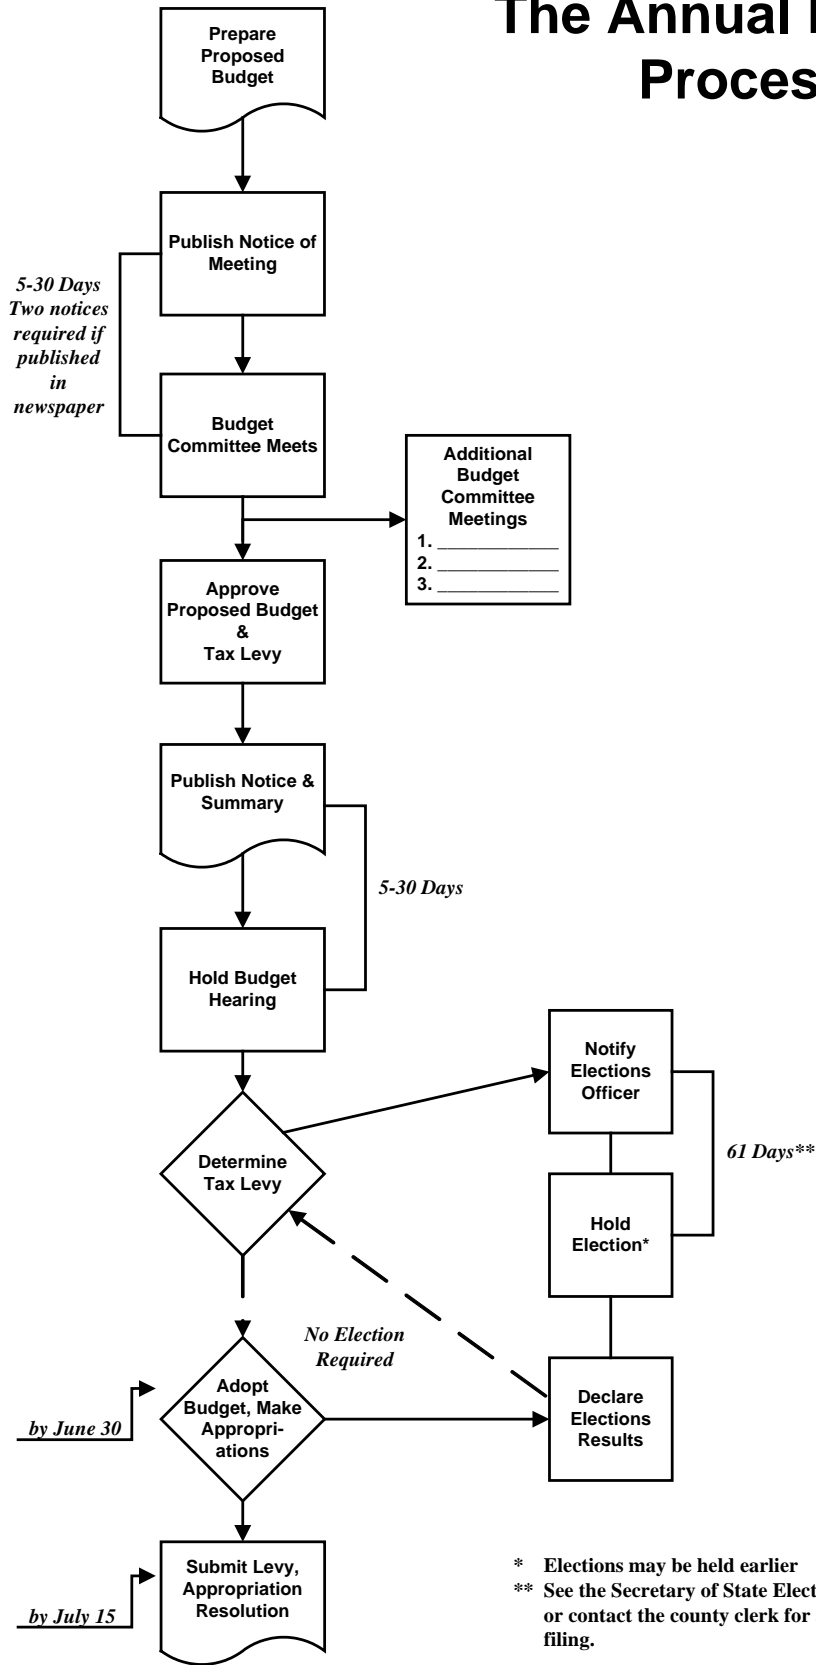 The Annual
Process
Prepare
Proposed
Budget
Publish Notice of
Meeting
5-30 Days
Two notices
required if
published
in
newspaper
Budget
Committee Meets
Additional
Budget
Committee
Meetings
1. ____________
2. ____________
3. ____________
Approve
Proposed Budget
&
Tax Levy
Publish Notice &
Summary
5-30 Days
Hold Budget
Hearing
Notify
Elections
Officer
61 Days**
Determine
Tax Levy
Hold
Election*
No Election
Required
Adopt
Budget, Make
Appropri-
ations
by June 30
Declare
Elections
Results
Submit Levy,
Appropriation
Resolution
by July 15
* Elections may be held earlier
** See the Secretary of State Elect
or contact the county clerk for
filing.